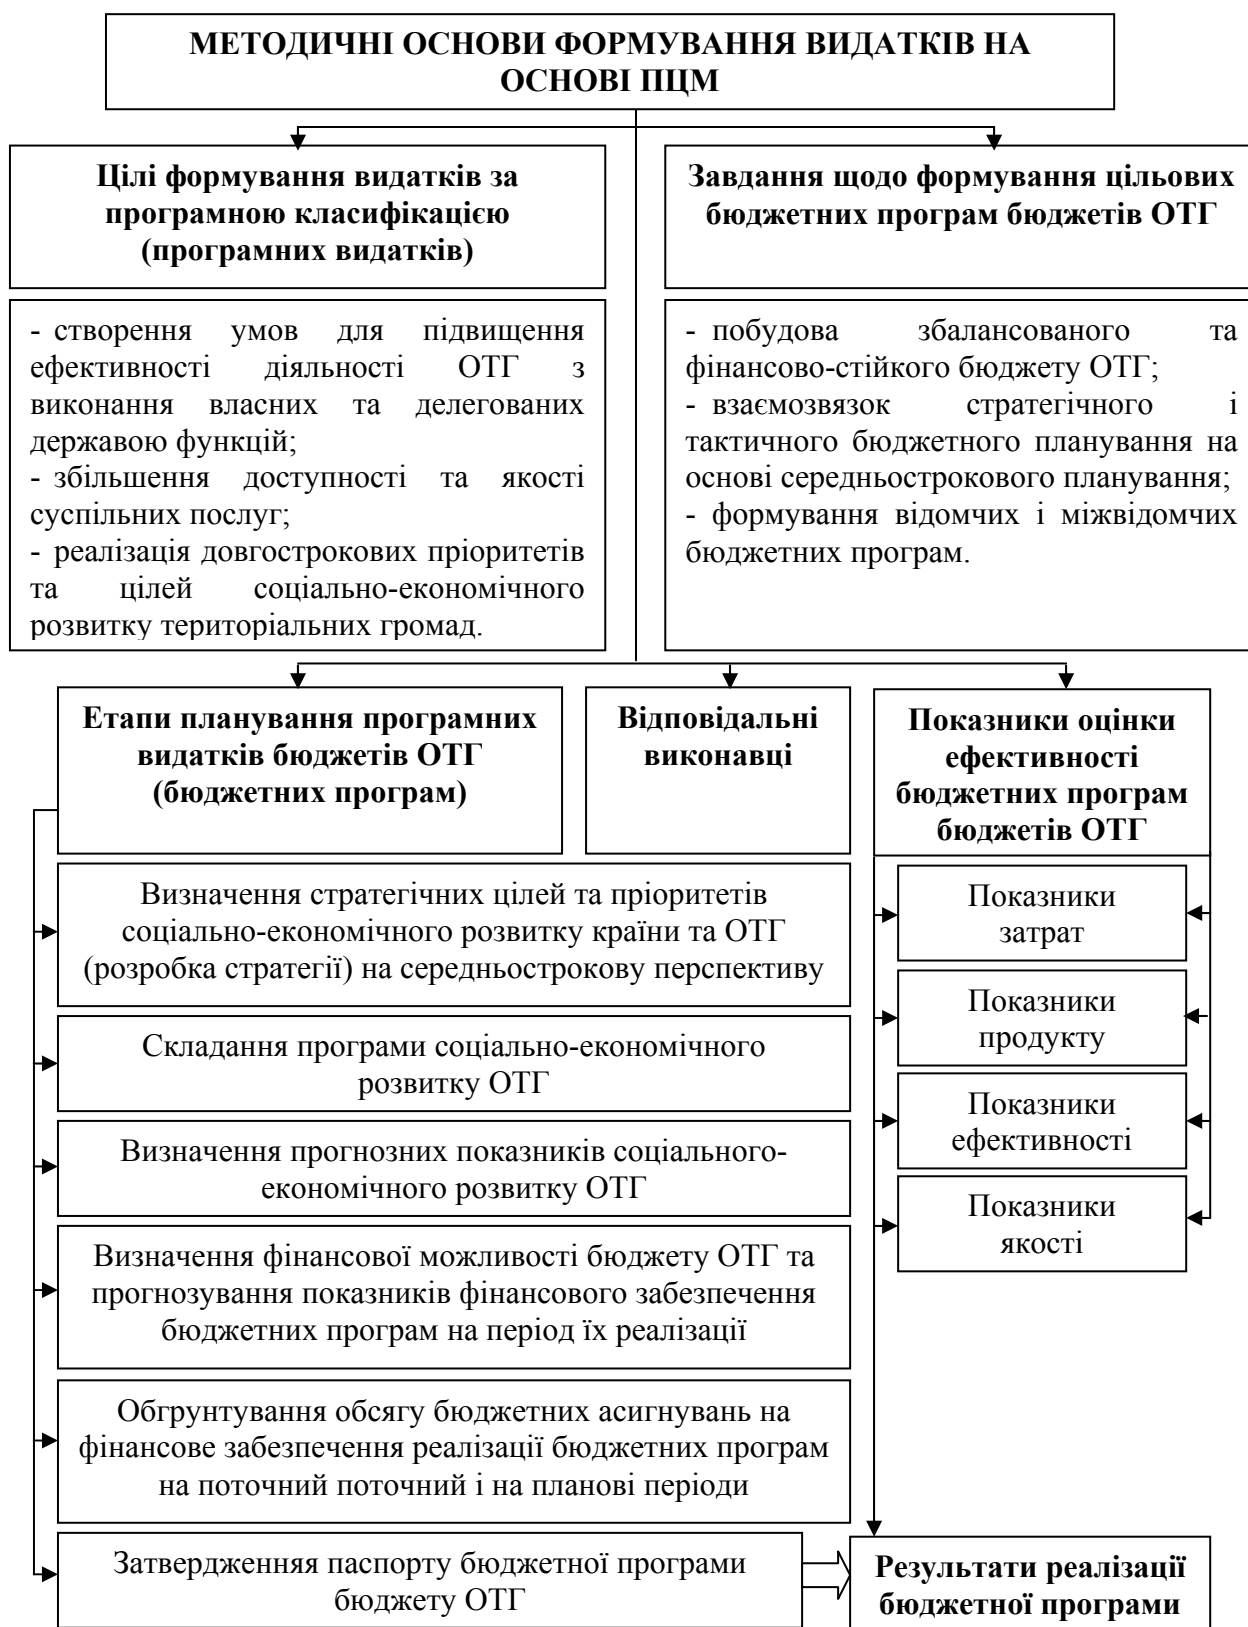 МЕТОДИЧНІ ОСНОВИ ФОРМУВАННЯ ВИДАТКІВ НА
ОСНОВІ ПЦМ
Цілі формування видатків за
програмною класифікацією
(програмних видатків)
Завдання щодо формування цільових
бюджетних програм бюджетів ОТГ
- створення умов для підвищення
ефективності діяльності ОТГ з
виконання власних та делегованих
державою функцій;
- збільшення доступності та якості
суспільних послуг;
- реалізація довгострокових пріоритетів
та цілей соціально-економічного
розвитку територіальних громад.
- побудова збалансованого та
фінансово-стійкого бюджету ОТГ;
- взаємозвязок стратегічного і
тактичного бюджетного планування на
основі середньострокового планування;
- формування відомчих і міжвідомчих
бюджетних програм.
Етапи планування програмних
видатків бюджетів ОТГ
(бюджетних програм)
Відповідальні
виконавці
Показники оцінки
ефективності
бюджетних програм
бюджетів ОТГ
Визначення стратегічних цілей та пріоритетів
соціально-економічного розвитку країни та ОТГ
(розробка стратегії) на середньострокову перспективу
Складання програми соціально-економічного
розвитку ОТГ
Визначення прогнозних показників соціального-
економічного розвитку ОТГ
Визначення фінансової можливості бюджету ОТГ та
прогнозування показників фінансового забезпечення
бюджетних програм на період їх реалізації
Обгрунтування обсягу бюджетних асигнувань на
фінансове забезпечення реалізації бюджетних програм
на поточний поточний і на планові періоди
Затвердженняя паспорту бюджетної програми
бюджету ОТГ
Показники
затрат
Показники
продукту
Показники
ефективності
Показники
якості
Результати реалізації
бюджетної програми